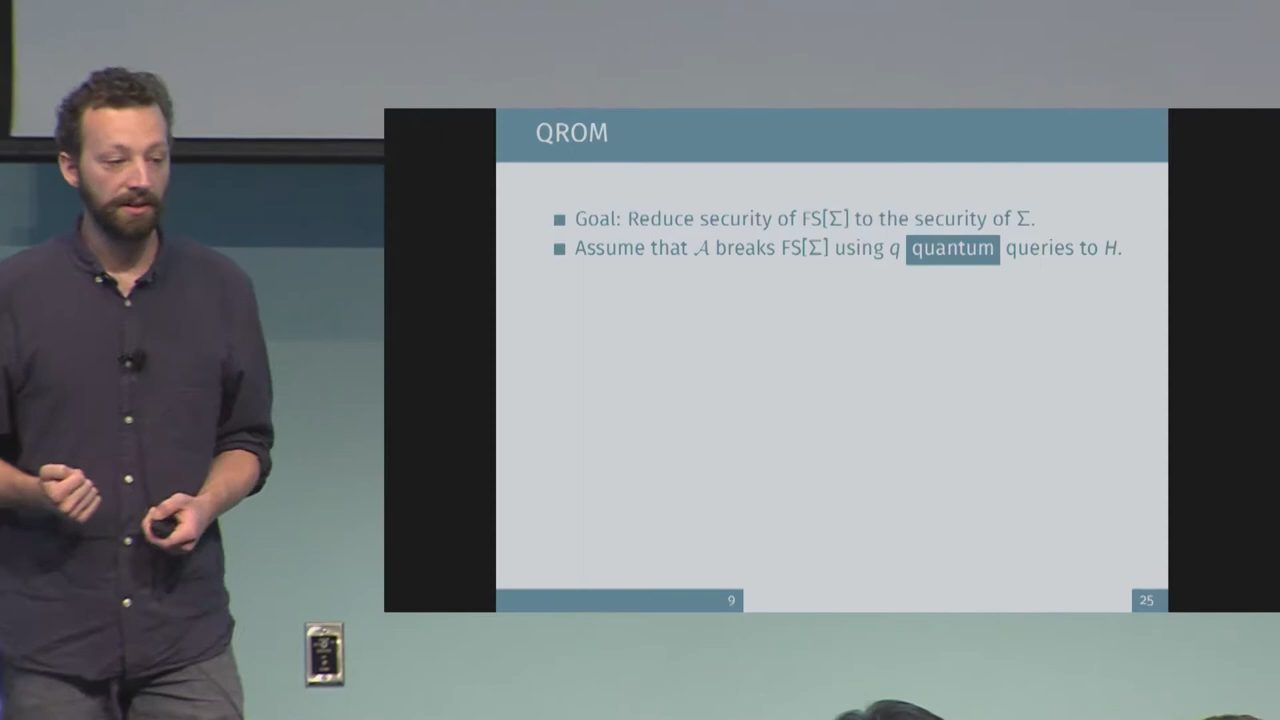 QROM
■ Goal: Reduce security of FS[Σ] to the security of Σ.
■ Assume that 𝒜 breaks FS[Σ] using q quantum queries to H.
9
25